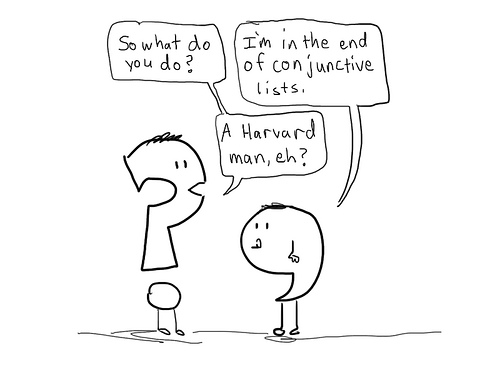 So what do
you do?
I'm in the end
of conjunctive
lists.
A Harvard
man, eh?